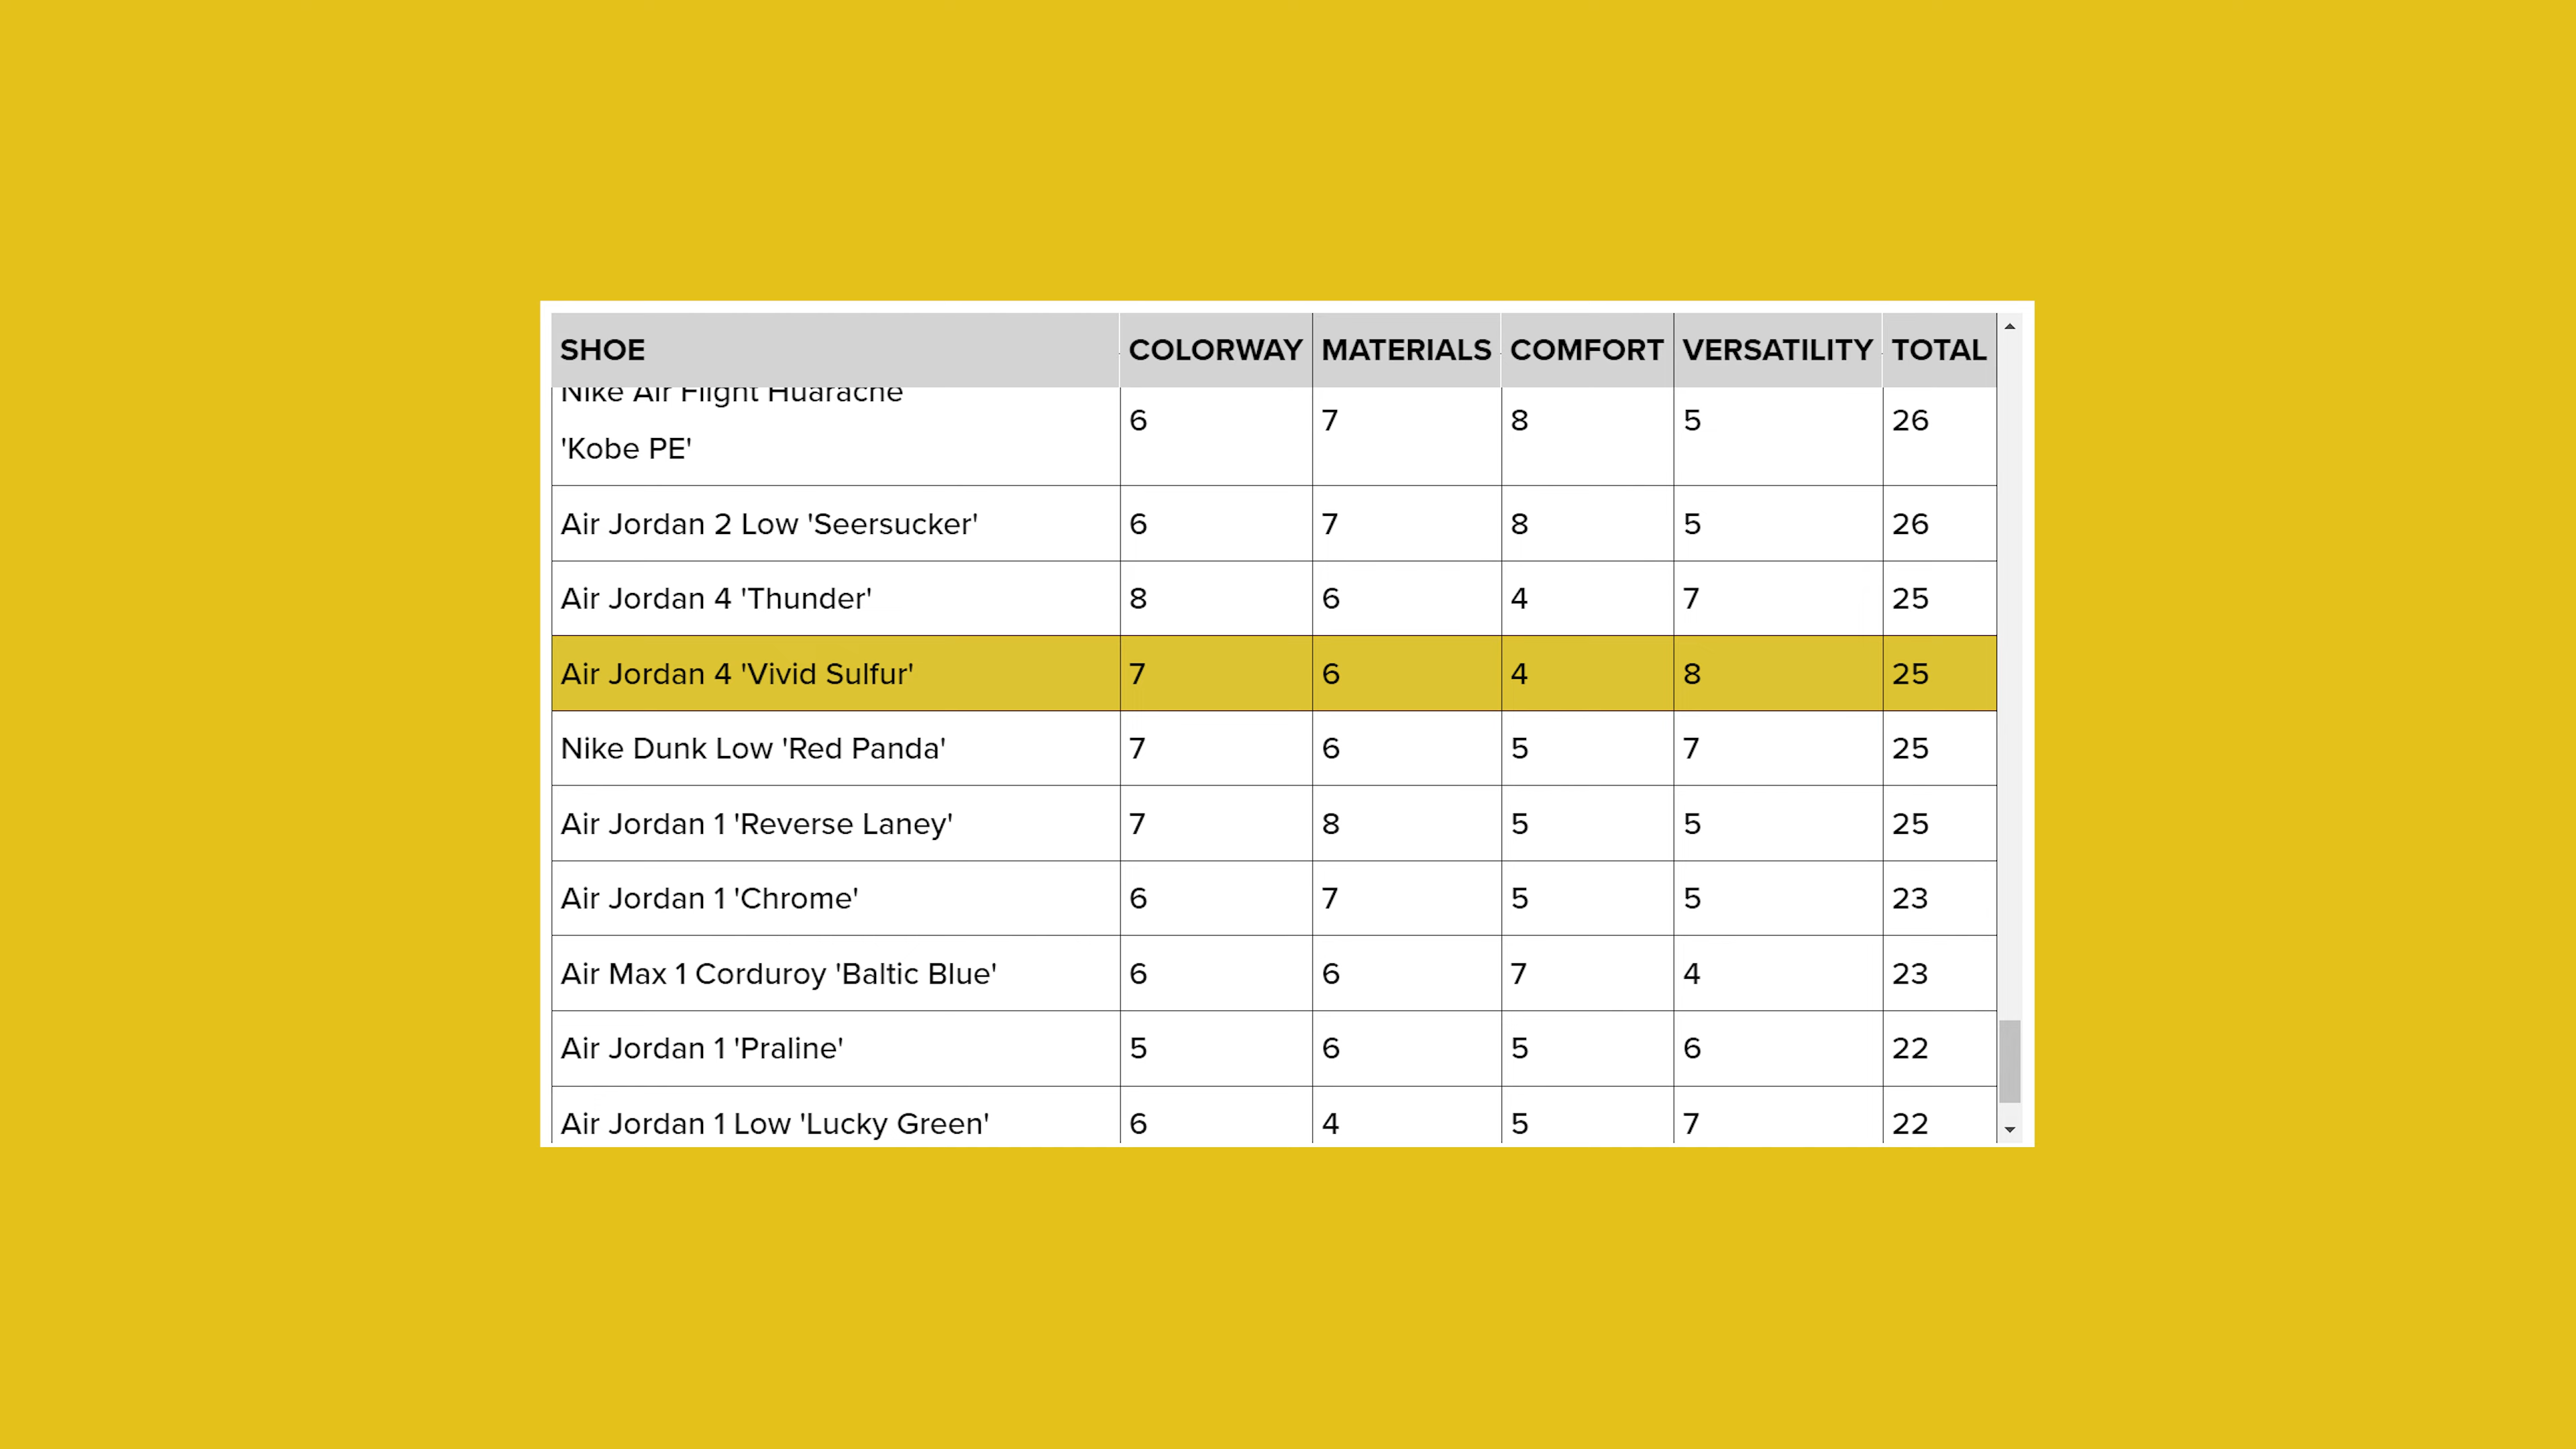 SHOE COLORWAY MATERIALS COMFORT VERSATILITY TOTAL
Nike Air Flight Huarache
'Kobe PE' 6 7 8 5 26
Air Jordan 2 Low 'Seersucker' 6 7 8 5 26
Air Jordan 4 'Thunder' 8 6 4 7 25
Air Jordan 4 'Vivid Sulfur' 7 6 4 8 25
Nike Dunk Low 'Red Panda' 7 6 5 7 25
Air Jordan 1 'Reverse Laney' 7 8 5 5 25
Air Jordan 1 'Chrome' 6 7 5 5 23
Air Max 1 Corduroy 'Baltic Blue' 6 6 7 4 23
Air Jordan 1 'Praline' 5 6 5 6 22
Air Jordan 1 Low 'Lucky Green' 6 4 5 7 22